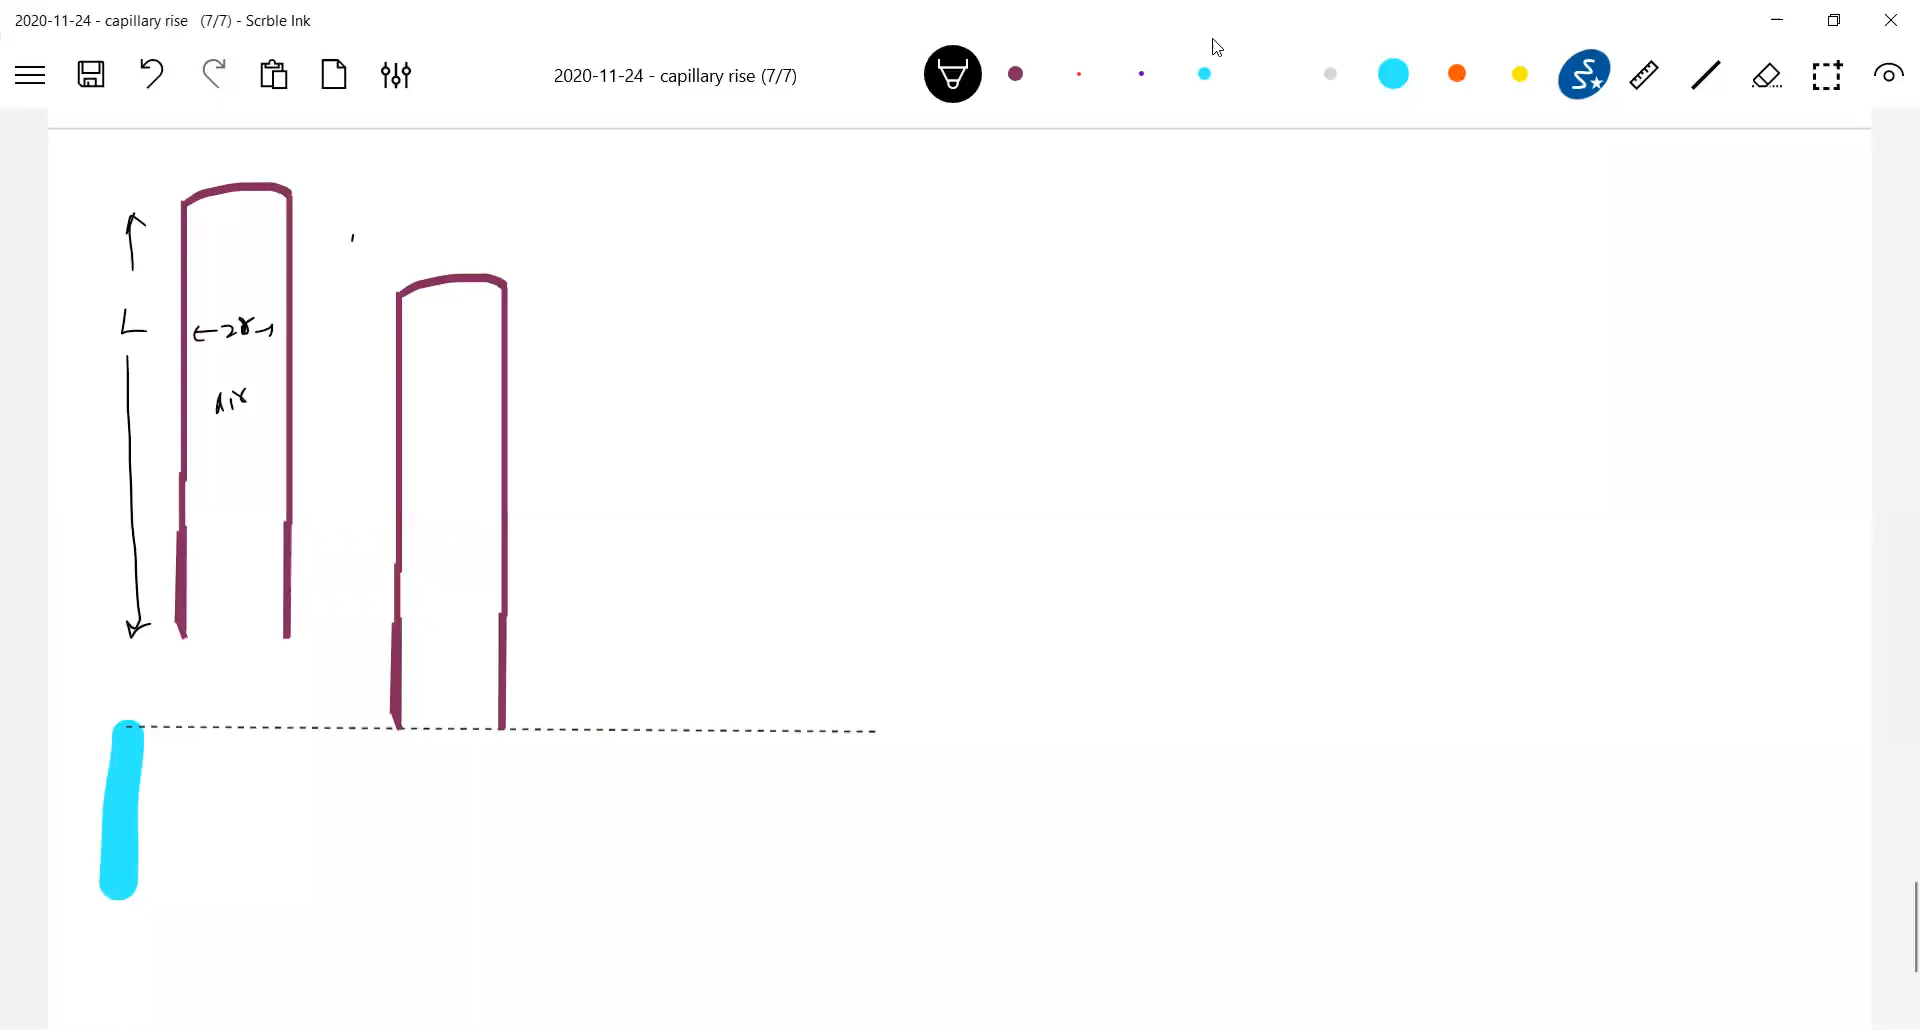 2020-11-24 - capillary rise (7/7) - Scrble Ink
2020-11-24 - capillary rise (7/7)
L
2r
Air